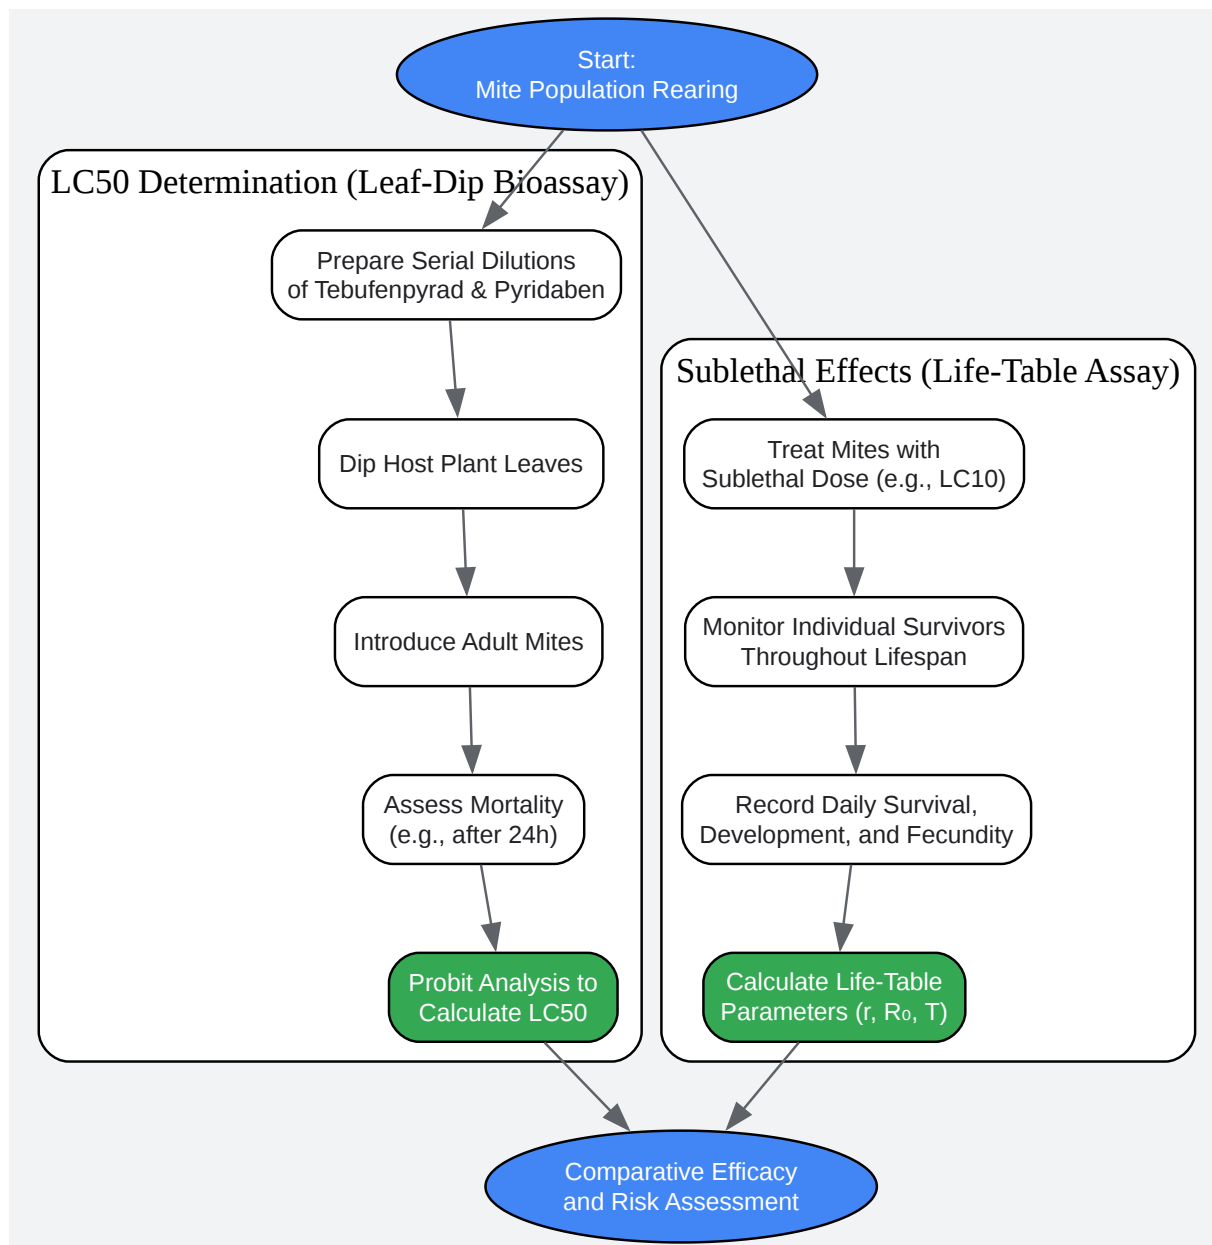 Start:
Mite Population Rearing
LC50 Determination (Leaf-Dip Bioassay)
Prepare Serial Dilutions
of Tebufenpyrad & Pyridaben
Dip Host Plant Leaves
Introduce Adult Mites
Assess Mortality
(e.g., after 24h)
Probit Analysis to
Calculate LC50
Sublethal Effects (Life-Table Assay)
Treat Mites with
Sublethal Dose (e.g., LC10)
Monitor Individual Survivors
Throughout Lifespan
Record Daily Survival,
Development, and Fecundity
Calculate Life-Table
Parameters (r, R₀, T)
Comparative Efficacy
and Risk Assessment